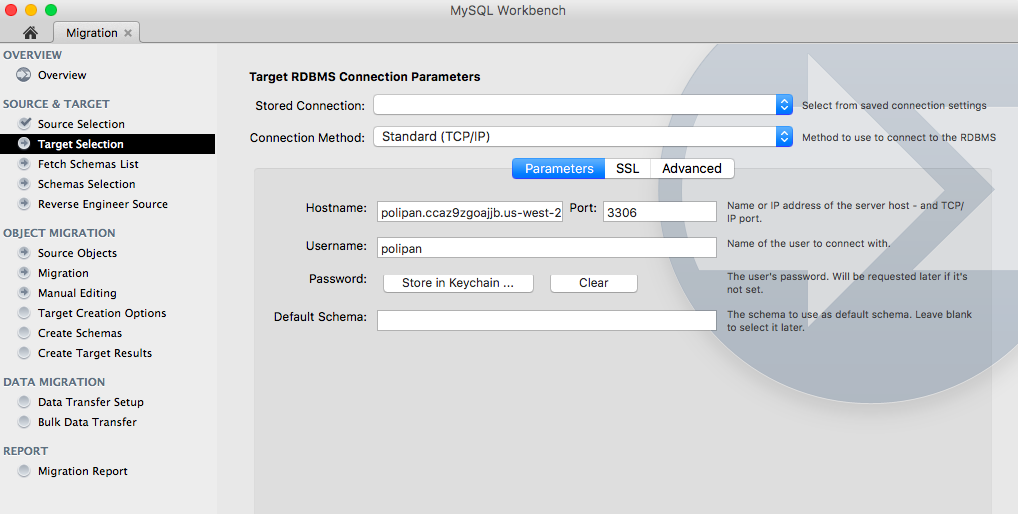 MySQL Workbench
Migration
OVERVIEW
Overview
SOURCE & TARGET
Source Selection
Target Selection
Fetch Schemas List
Schemas Selection
Reverse Engineer Source
OBJECT MIGRATION
Source Objects
Migration
Manual Editing
Target Creation Options
Create Schemas
Create Target Results
DATA MIGRATION
Data Transfer Setup
Bulk Data Transfer
REPORT
Migration Report
Target RDBMS Connection Parameters
Stored Connection: Select from saved connection settings
Connection Method: Standard (TCP/IP) Method to use to connect to the RDBMS
Parameters SSL Advanced
Hostname: polipan.ccaz9zgoajjb.us-west-2 Port: 3306
Name or IP address of the server host - and TCP/
IP port.
Username: polipan Name of the user to connect with.
Password: Store in Keychain ... Clear
The user's password. Will be requested later if it's
not set.
Default Schema:
The schema to use as default schema. Leave blank
to select it later.